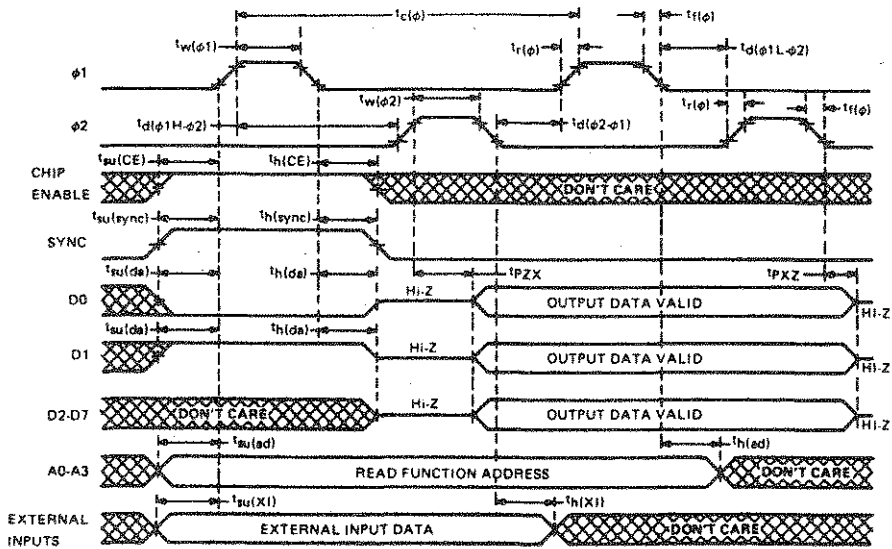 tc(ϕ)
tw(ϕ1)
tr(ϕ)
tf(ϕ)
td(ϕ1L-ϕ2)
ϕ1
tw(ϕ2)
tr(ϕ)
tf(ϕ)
ϕ2
td(ϕ1H-ϕ2)
td(ϕ2-ϕ1)
CHIP
ENABLE
tsu(CE)
th(CE)
DON'T CARE
tsu(sync)
th(sync)
SYNC
tsu(da)
th(da)
tPZX
tPXZ
D0
Hi-Z
OUTPUT DATA VALID
HI-Z
tsu(da)
th(da)
D1
Hi-Z
OUTPUT DATA VALID
HI-Z
D2-D7
DON'T CARE
Hi-Z
OUTPUT DATA VALID
HI-Z
tsu(ad)
th(ad)
A0-A3
READ FUNCTION ADDRESS
DON'T CARE
tsu(XI)
th(XI)
EXTERNAL
INPUTS
EXTERNAL INPUT DATA
DON'T CARE